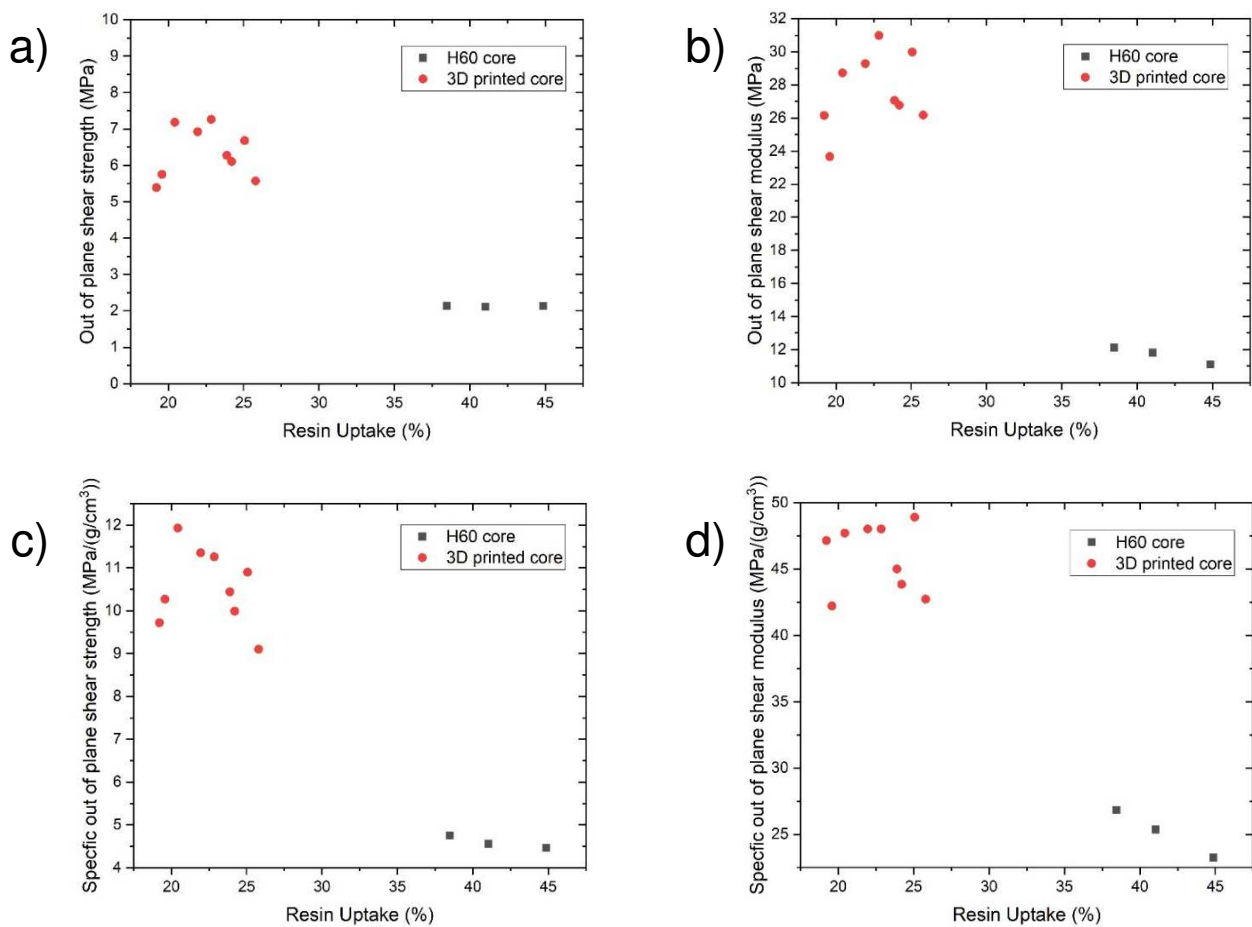 a)
Out of plane shear strength (MPa)
10
9
8
7
6
5
4
3
2
1
0
H60 core
3D printed core
20 25 30 35 40 45
Resin Uptake (%)
b)
Out of plane shear modulus (MPa)
32
30
28
26
24
22
20
18
16
14
12
10
H60 core
3D printed core
20 25 30 35 40 45
Resin Uptake (%)
c)
Specfic out of plane shear strength (MPa/(g/cm³))
12
11
10
9
8
7
6
5
4
H60 core
3D printed core
20 25 30 35 40 45
Resin Uptake (%)
d)
Specfic out of plane shear modulus (MPa/(g/cm³))
50
45
40
35
30
25
H60 core
3D printed core
20 25 30 35 40 45
Resin Uptake (%)